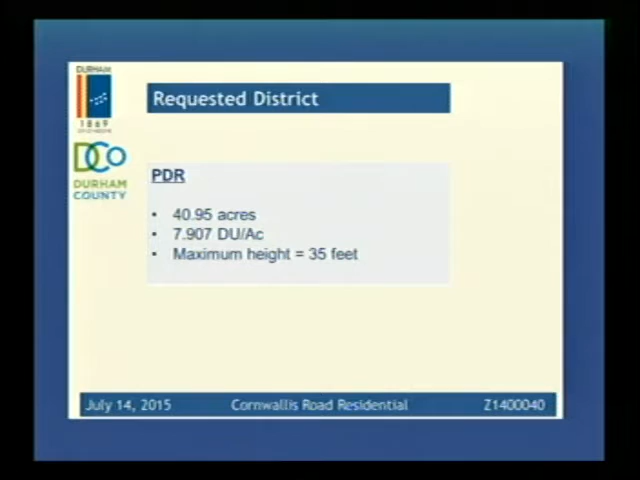 DURHAM
1869
DCO
DURHAM
COUNTY
Requested District
PDR
• 40.95 acres
• 7.907 DU/Ac
• Maximum height = 35 feet
July 14, 2015 Cornwallis Road Residential Z1400040